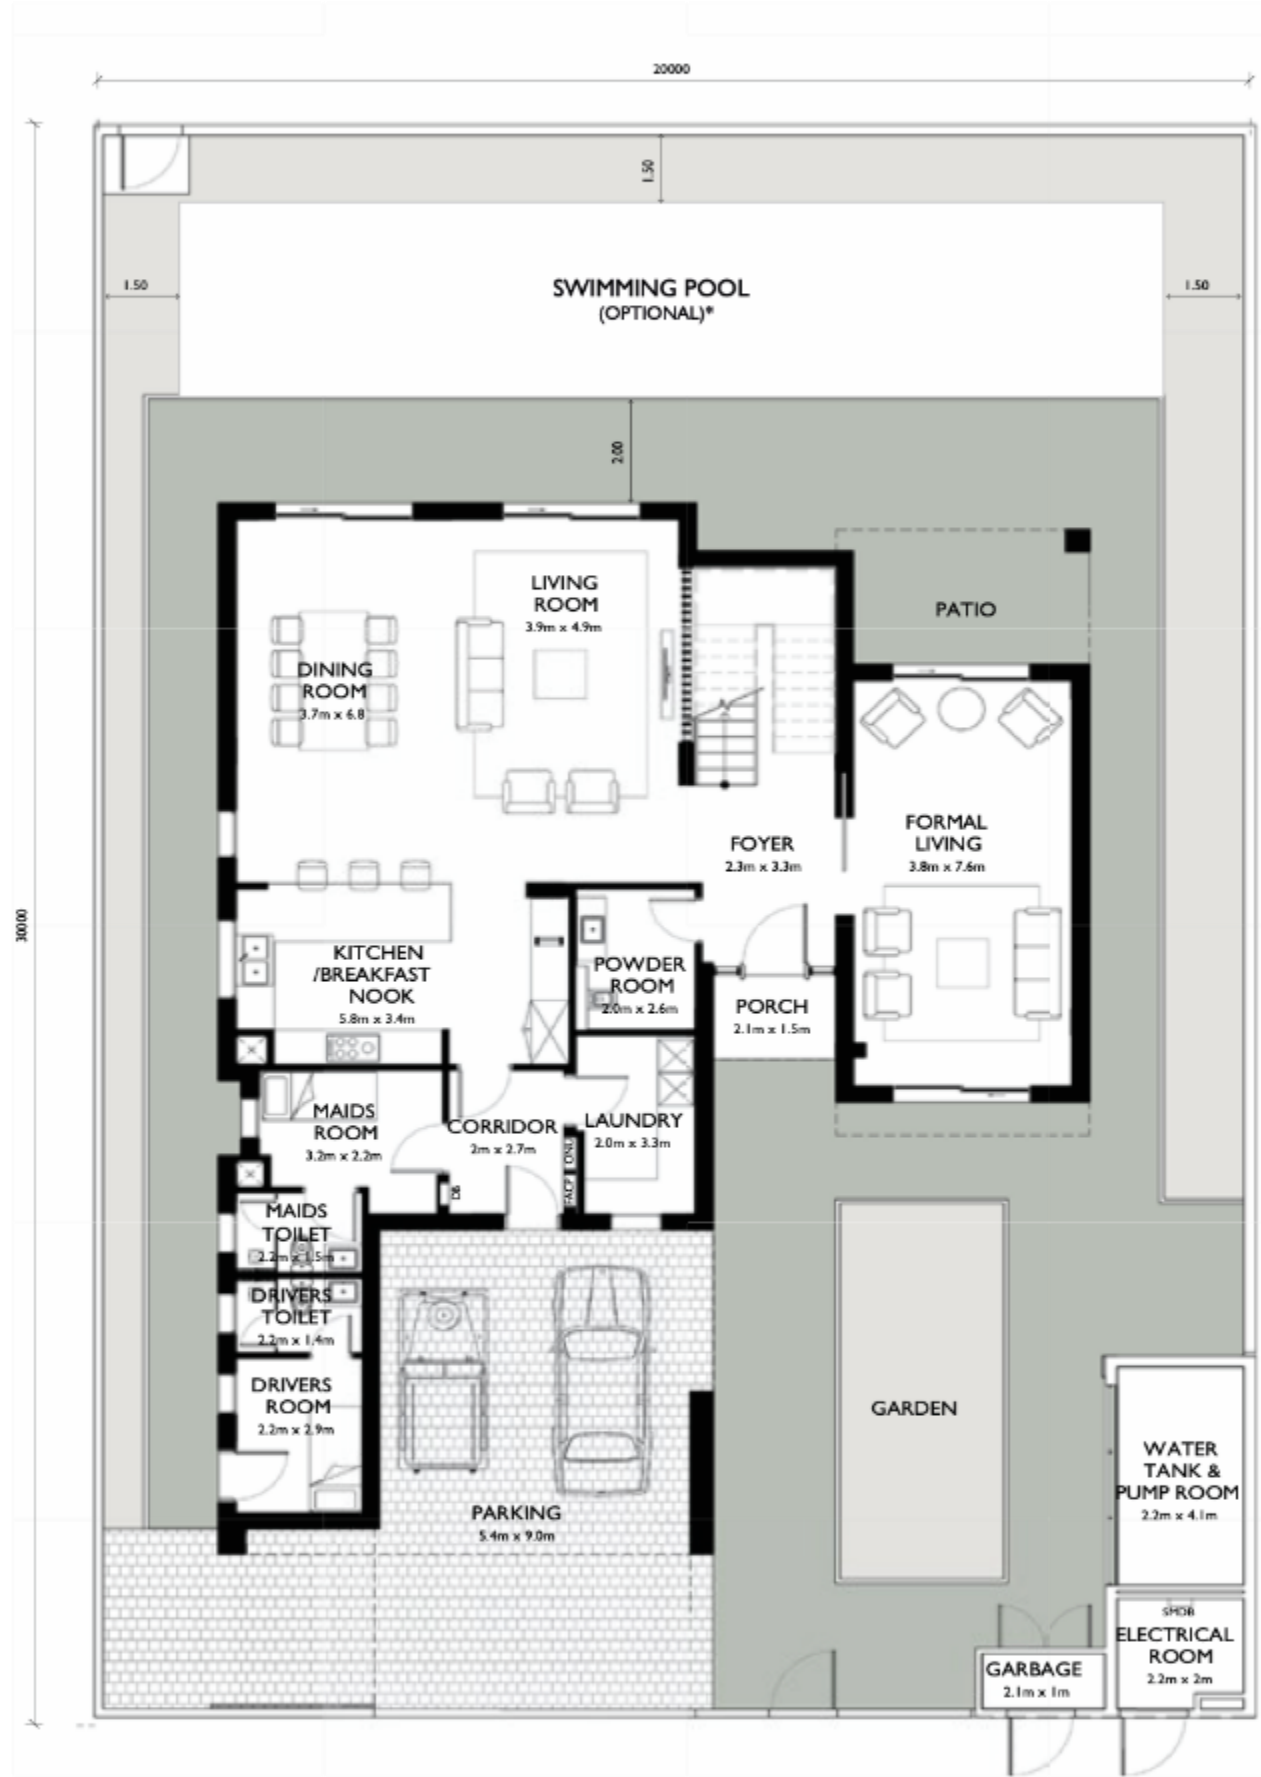 20000
1.50
1.50
1.50
SWIMMING POOL
(OPTIONAL)*
2.00
LIVING
ROOM
3.9m x 4.9m
PATIO
DINING
ROOM
3.7m x 6.8
FORMAL
LIVING
3.8m x 7.6m
FOYER
2.3m x 3.3m
30000
KITCHEN
/BREAKFAST
NOOK
5.8m x 3.4m
POWDER
ROOM
2.0m x 2.6m
PORCH
2.1m x 1.5m
MAIDS
ROOM
3.2m x 2.2m
CORRIDOR
2m x 2.7m
LAUNDRY
2.0m x 3.3m
ONU
FACP
DB
MAIDS
TOILET
2.2m x 1.5m
DRIVERS
TOILET
2.2m x 1.4m
DRIVERS
ROOM
2.2m x 2.9m
GARDEN
WATER
TANK &
PUMP ROOM
2.2m x 4.1m
PARKING
5.4m x 9.0m
SMDB
ELECTRICAL
ROOM
2.2m x 2m
GARBAGE
2.1m x 1m